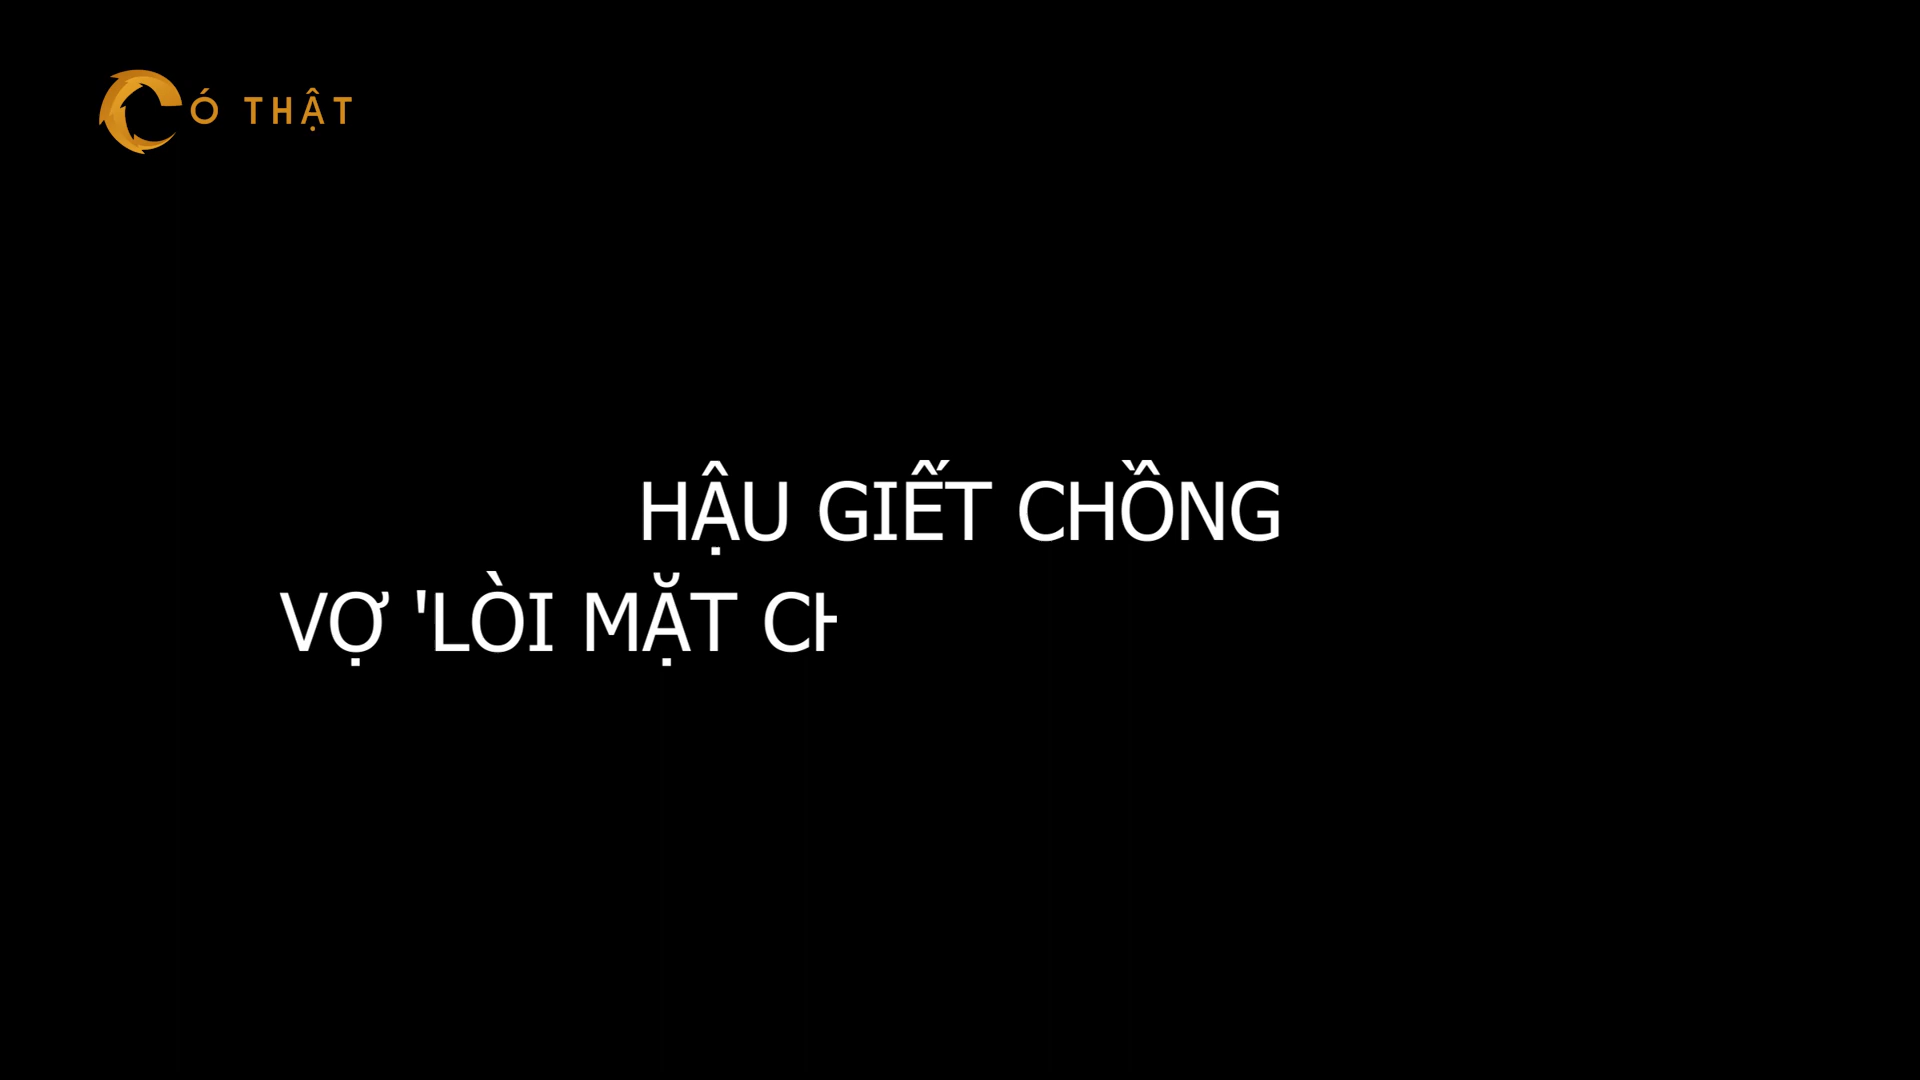 CÓ THẬT
HẬU GIẾT CHỒNG
VỢ 'LÒI MẶT